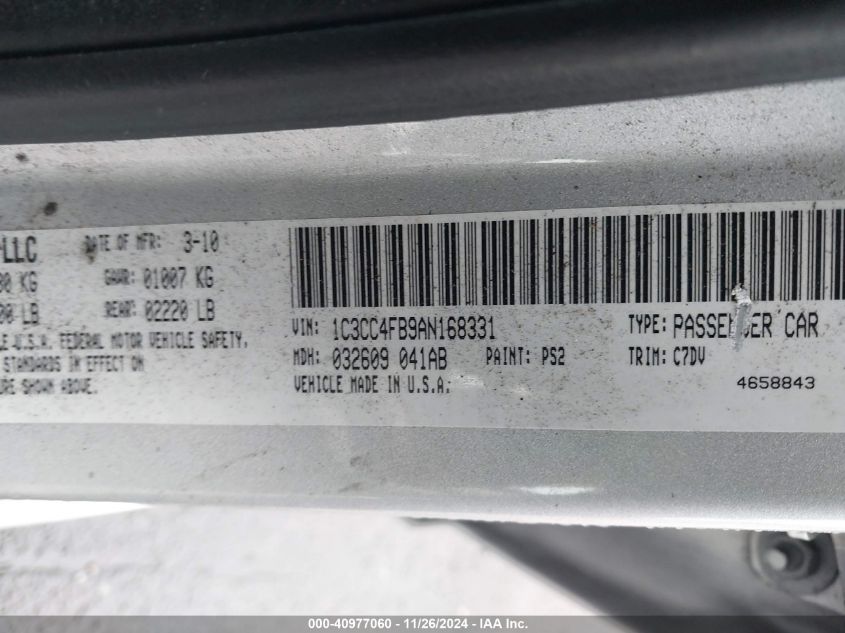 LLC DATE OF MFR: 3-10
KG GAWR: 01007 KG
LB REAR: 02220 LB
U.S.A. FEDERAL MOTOR VEHICLE SAFETY,
STANDARDS IN EFFECT ON
SHOWN ABOVE.
VIN: 1C3CC4FB9AN168331 TYPE: PASSENGER CAR
MDH: 032609 041AB PAINT: PS2 TRIM: C7DV
VEHICLE MADE IN U.S.A.:
4658843
000-40977060 - 11/26/2024 - IAA Inc.